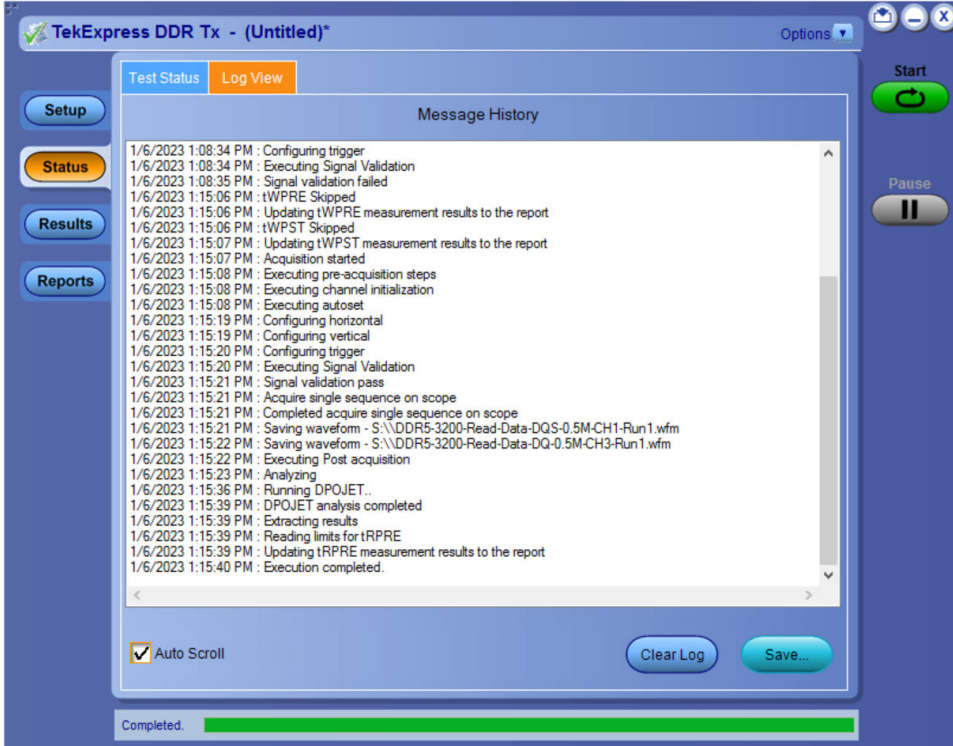 TekExpress DDR Tx - (Untitled)*
Options
Start
Pause
Setup
Status
Results
Reports
Test Status
Log View
Message History
1/6/2023 1:08:34 PM : Configuring trigger
1/6/2023 1:08:34 PM : Executing Signal Validation
1/6/2023 1:08:35 PM : Signal validation failed
1/6/2023 1:15:06 PM : tWPRE Skipped
1/6/2023 1:15:06 PM : Updating tWPRE measurement results to the report
1/6/2023 1:15:06 PM : tWPST Skipped
1/6/2023 1:15:07 PM : Updating tWPST measurement results to the report
1/6/2023 1:15:07 PM : Acquisition started
1/6/2023 1:15:08 PM : Executing pre-acquisition steps
1/6/2023 1:15:08 PM : Executing channel initialization
1/6/2023 1:15:08 PM : Executing autoset
1/6/2023 1:15:19 PM : Configuring horizontal
1/6/2023 1:15:19 PM : Configuring vertical
1/6/2023 1:15:20 PM : Configuring trigger
1/6/2023 1:15:20 PM : Executing Signal Validation
1/6/2023 1:15:21 PM : Signal validation pass
1/6/2023 1:15:21 PM : Acquire single sequence on scope
1/6/2023 1:15:21 PM : Completed acquire single sequence on scope
1/6/2023 1:15:21 PM : Saving waveform - S:\\DDR5-3200-Read-Data-DQS-0.5M-CH1-Run1.wfm
1/6/2023 1:15:22 PM : Saving waveform - S:\\DDR5-3200-Read-Data-DQ-0.5M-CH3-Run1.wfm
1/6/2023 1:15:22 PM : Executing Post acquisition
1/6/2023 1:15:23 PM : Analyzing
1/6/2023 1:15:36 PM : Running DPOJET..
1/6/2023 1:15:39 PM : DPOJET analysis completed
1/6/2023 1:15:39 PM : Extracting results
1/6/2023 1:15:39 PM : Reading limits for tRPRE
1/6/2023 1:15:39 PM : Updating tRPRE measurement results to the report
1/6/2023 1:15:40 PM : Execution completed.
Auto Scroll
Clear Log
Save...
Completed.